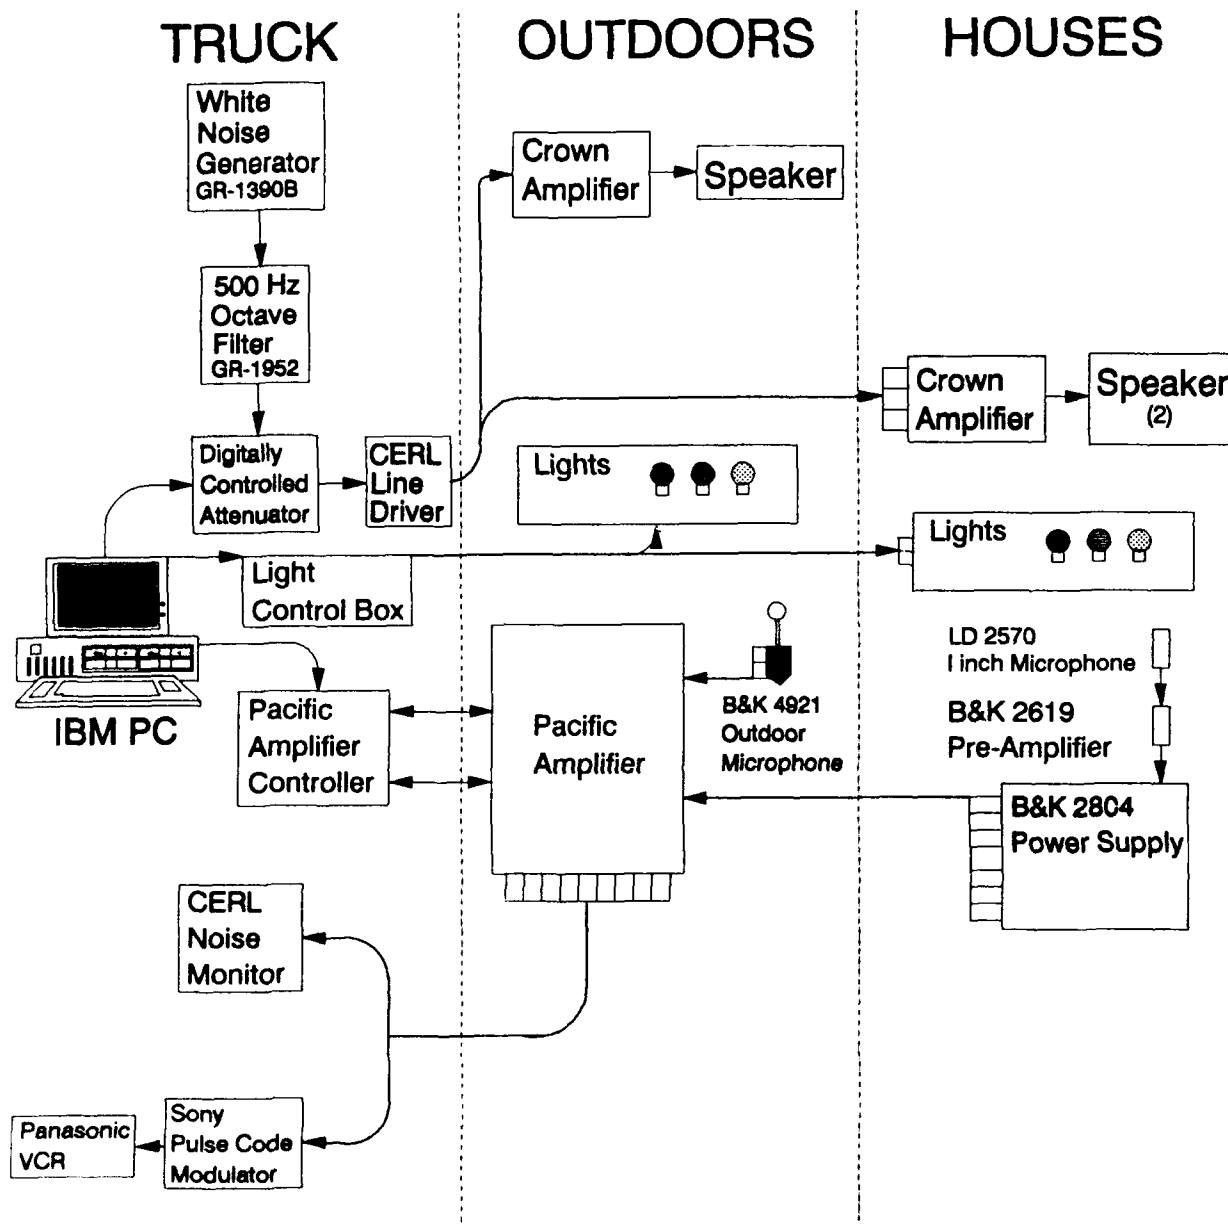 TRUCK
OUTDOORS
HOUSES
White
Noise
Generator
GR-1390B
500 Hz
Octave
Filter
GR-1952
Digitally
Controlled
Attenuator
CERL
Line
Driver
Light
Control Box
IBM PC
Pacific
Amplifier
Controller
CERL
Noise
Monitor
Sony
Pulse Code
Modulator
Panasonic
VCR
Crown
Amplifier
Speaker
Lights
Pacific
Amplifier
B&K 4921
Outdoor
Microphone
Crown
Amplifier
Speaker
(2)
Lights
LD 2570
I inch Microphone
B&K 2619
Pre-Amplifier
B&K 2804
Power Supply